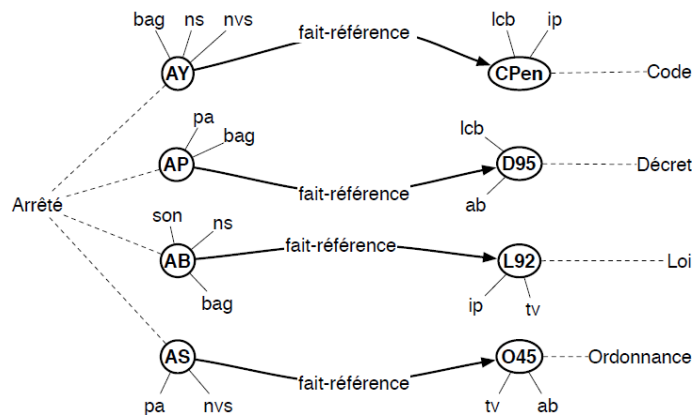 bag ns nvs fait-référence lcb ip
AY CPen Code
pa bag lcb
AP fait-référence D95 Décret
Arrêté ab
son ns fait-référence
AB L92 Loi
bag ip tv
AS O45 Ordonnance
pa nvs fait-référence tv ab